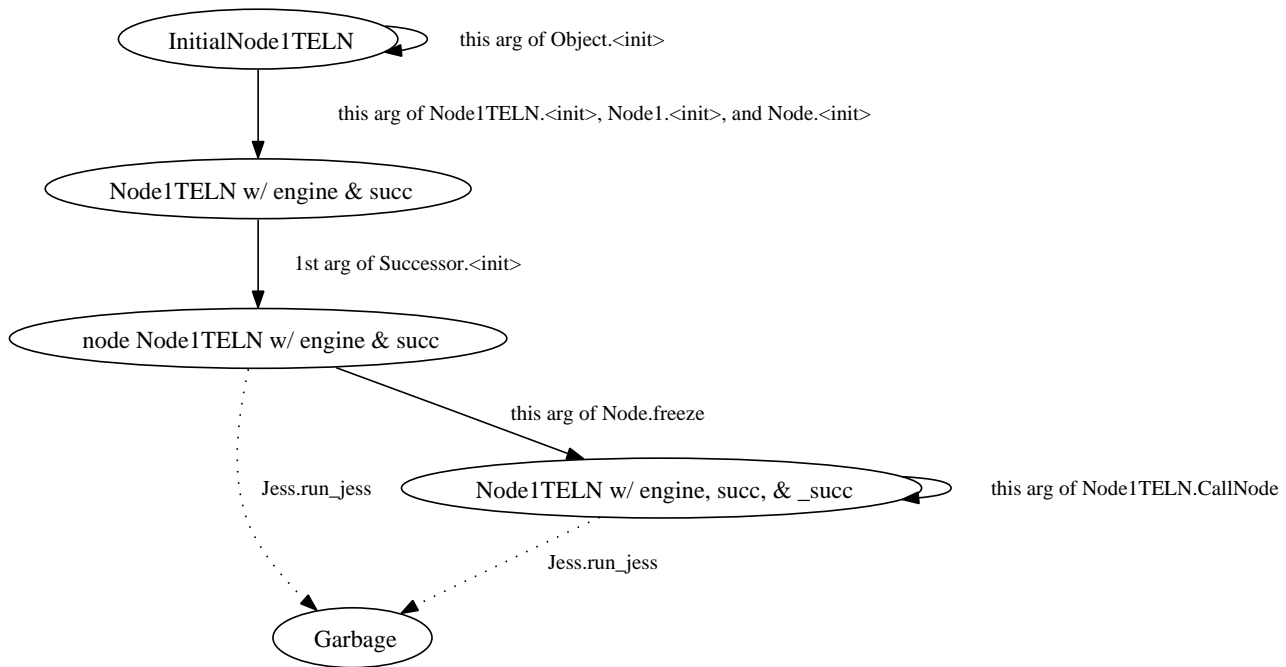 InitialNode1TELN
this arg of Object.<init>
this arg of Node1TELN.<init>, Node1.<init>, and Node.<init>
Node1TELN w/ engine & succ
1st arg of Successor.<init>
node Node1TELN w/ engine & succ
this arg of Node.freeze
Jess.run_jess
Node1TELN w/ engine, succ, & _succ
this arg of Node1TELN.CallNode
Jess.run_jess
Garbage